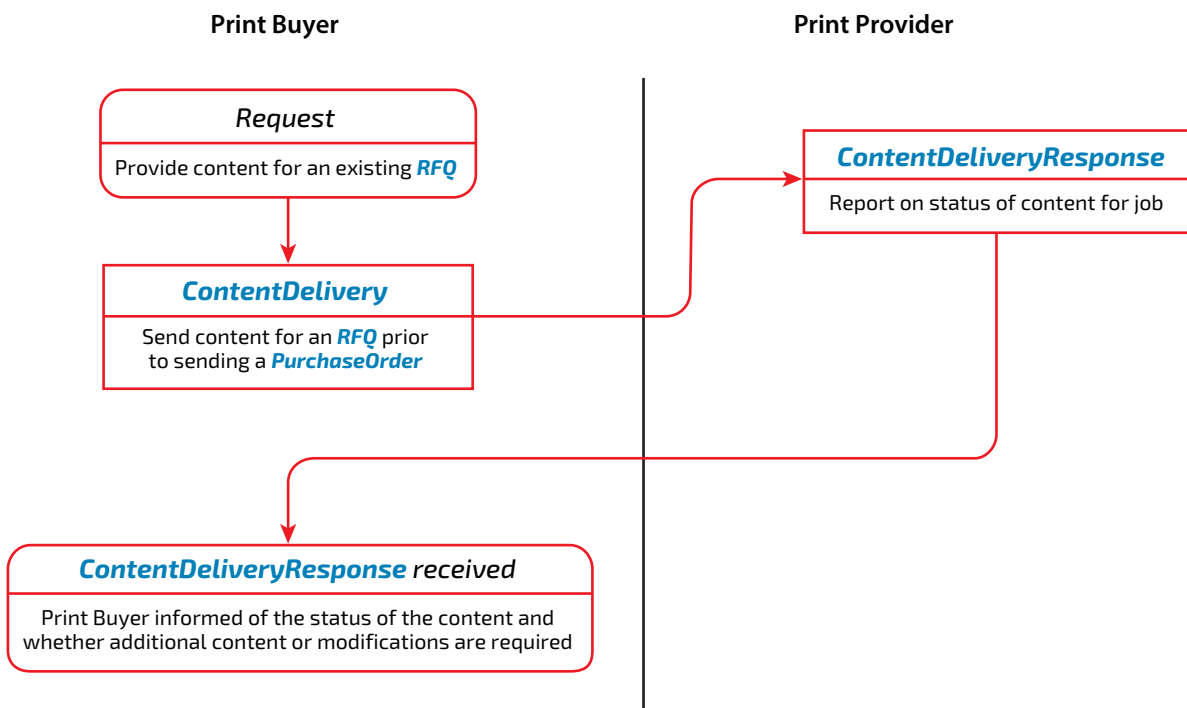 Print Buyer
Print Provider
Request
Provide content for an existing RFQ
ContentDelivery
Send content for an RFQ prior
to sending a PurchaseOrder
ContentDeliveryResponse
Report on status of content for job
ContentDeliveryResponse received
Print Buyer informed of the status of the content and
whether additional content or modifications are required